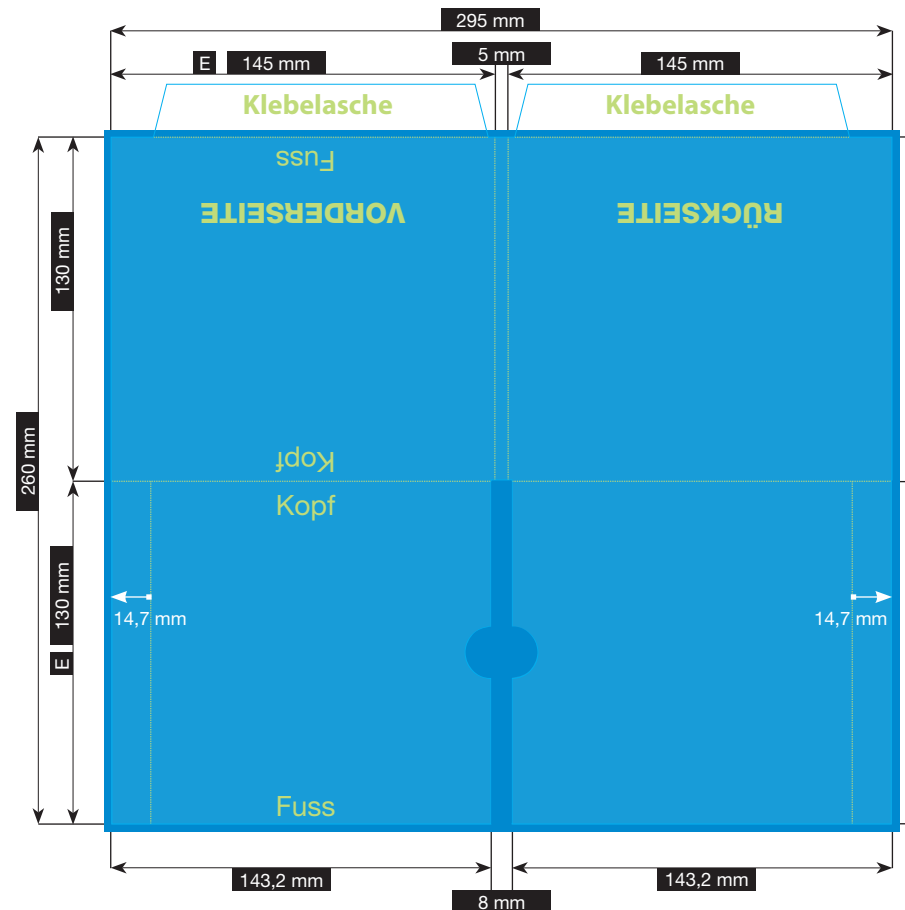 295 mm
5 mm
E 145 mm
145 mm
Klebelasche
Klebelasche
Fuss
VORDERSEITE
RÜCKSEITE
130 mm
260 mm
Kopf
Kopf
130 mm
E
14,7 mm
14,7 mm
Fuss
143,2 mm
143,2 mm
8 mm